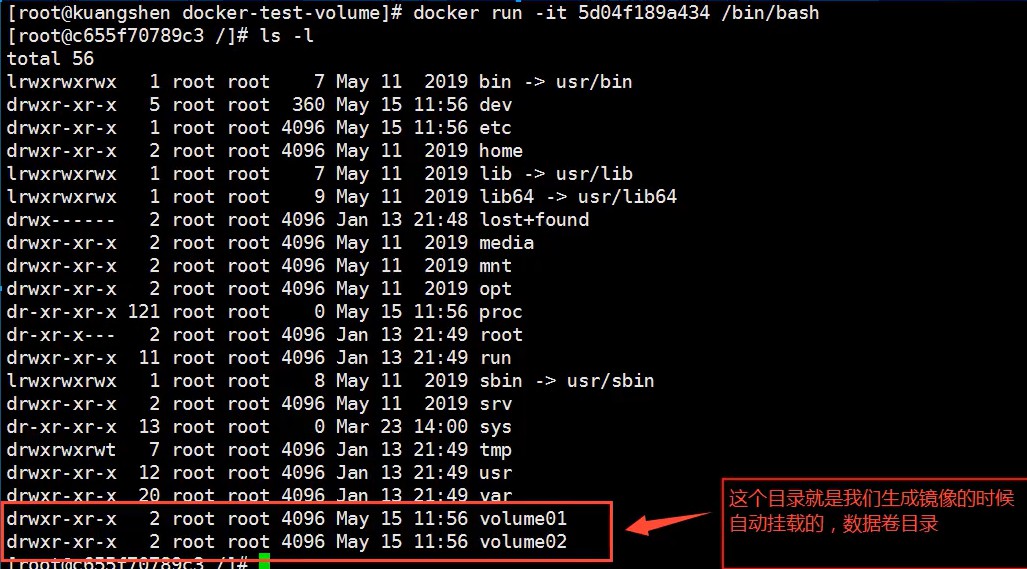 [root@kuangshen docker-test-volume]# docker run -it 5d04f189a434 /bin/bash
[root@c655f70789c3 /]# ls -l
total 56
lrwxrwxrwx   1 root root    7 May 11  2019 bin -> usr/bin
drwxr-xr-x   5 root root  360 May 15 11:56 dev
drwxr-xr-x   1 root root 4096 May 15 11:56 etc
drwxr-xr-x   2 root root 4096 May 11  2019 home
lrwxrwxrwx   1 root root    7 May 11  2019 lib -> usr/lib
lrwxrwxrwx   1 root root    9 May 11  2019 lib64 -> usr/lib64
drwx------   2 root root 4096 Jan 13 21:48 lost+found
drwxr-xr-x   2 root root 4096 May 11  2019 media
drwxr-xr-x   2 root root 4096 May 11  2019 mnt
drwxr-xr-x   2 root root 4096 May 11  2019 opt
dr-xr-xr-x 121 root root    0 May 15 11:56 proc
dr-xr-x---   2 root root 4096 Jan 13 21:49 root
drwxr-xr-x  11 root root 4096 Jan 13 21:49 run
lrwxrwxrwx   1 root root    8 May 11  2019 sbin -> usr/sbin
drwxr-xr-x   2 root root 4096 May 11  2019 srv
dr-xr-xr-x  13 root root    0 Mar 23 14:00 sys
drwxrwxrwt   7 root root 4096 Jan 13 21:49 tmp
drwxr-xr-x  12 root root 4096 Jan 13 21:49 usr
drwxr-xr-x  20 root root 4096 Jan 13 21:49 var
drwxr-xr-x   2 root root 4096 May 15 11:56 volume01
drwxr-xr-x   2 root root 4096 May 15 11:56 volume02
[root@c655f70789c3 /]#
这个目录就是我们生成镜像的时候
自动挂载的，数据卷目录